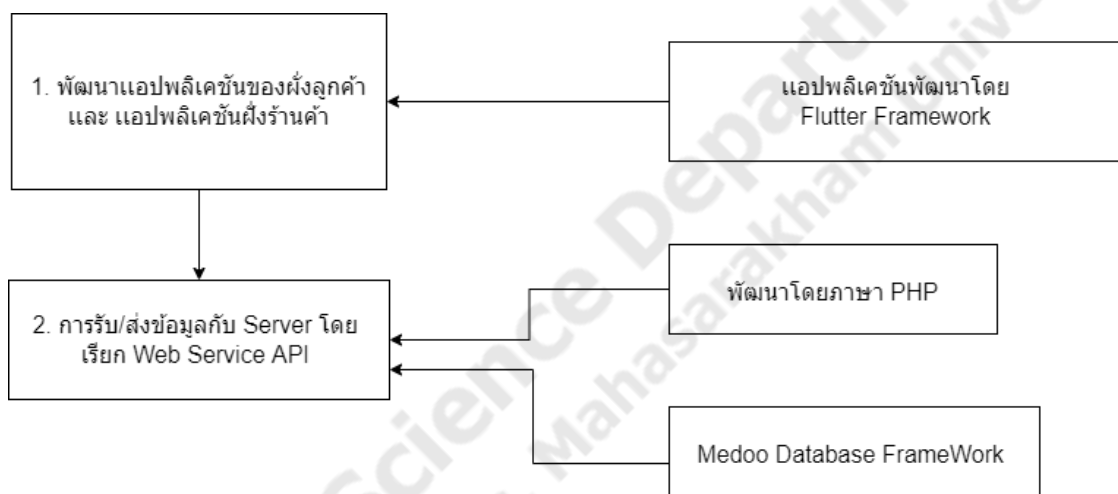 1. พัฒนาแอปพลิเคชันของผั่งลูกค้า
และ แอปพลิเคชันฝั่งร้านค้า
แอปพลิเคชันพัฒนาโดย
Flutter Framework
2. การรับ/ส่งข้อมูลกับ Server โดย
เรียก Web Service API
พัฒนาโดยภาษา PHP
Medoo Database FrameWork
Science Department
Mahasarakham Unive